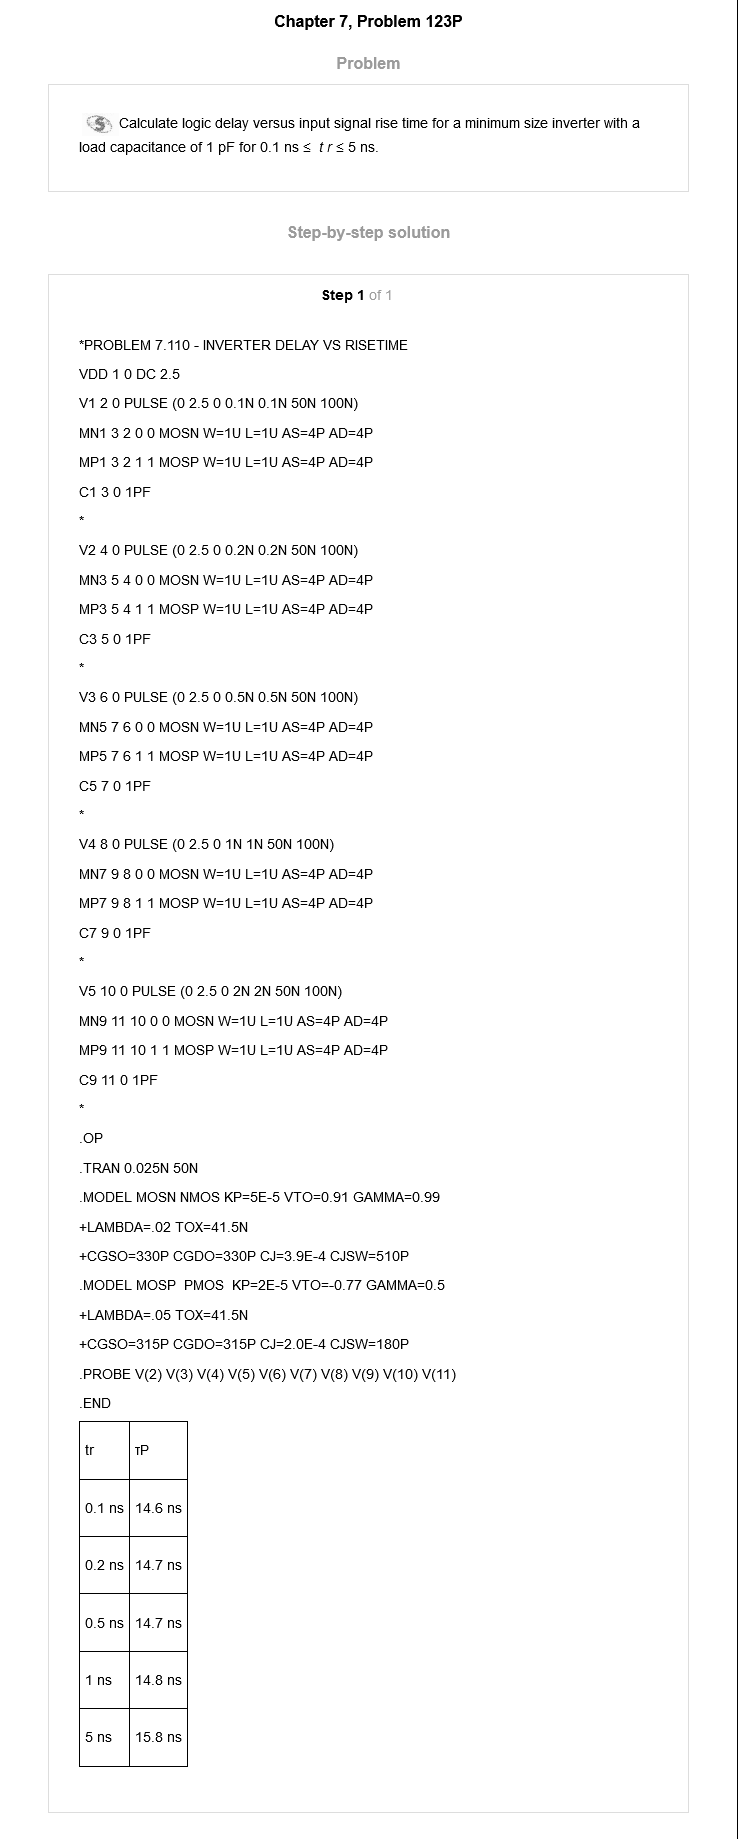 Chapter 7, Problem 123P
Problem
S Calculate logic delay versus input signal rise time for a minimum size inverter with a
load capacitance of 1 pF for 0.1 ns ≤ t r ≤ 5 ns.
Step-by-step solution
Step 1 of 1
*PROBLEM 7.110 - INVERTER DELAY VS RISETIME
VDD 1 0 DC 2.5
V1 2 0 PULSE (0 2.5 0 0.1N 0.1N 50N 100N)
MN1 3 2 0 0 MOSN W=1U L=1U AS=4P AD=4P
MP1 3 2 1 1 MOSP W=1U L=1U AS=4P AD=4P
C1 3 0 1PF
*
V2 4 0 PULSE (0 2.5 0 0.2N 0.2N 50N 100N)
MN3 5 4 0 0 MOSN W=1U L=1U AS=4P AD=4P
MP3 5 4 1 1 MOSP W=1U L=1U AS=4P AD=4P
C3 5 0 1PF
*
V3 6 0 PULSE (0 2.5 0 0.5N 0.5N 50N 100N)
MN5 7 6 0 0 MOSN W=1U L=1U AS=4P AD=4P
MP5 7 6 1 1 MOSP W=1U L=1U AS=4P AD=4P
C5 7 0 1PF
*
V4 8 0 PULSE (0 2.5 0 1N 1N 50N 100N)
MN7 9 8 0 0 MOSN W=1U L=1U AS=4P AD=4P
MP7 9 8 1 1 MOSP W=1U L=1U AS=4P AD=4P
C7 9 0 1PF
*
V5 10 0 PULSE (0 2.5 0 2N 2N 50N 100N)
MN9 11 10 0 0 MOSN W=1U L=1U AS=4P AD=4P
MP9 11 10 1 1 MOSP W=1U L=1U AS=4P AD=4P
C9 11 0 1PF
*
.OP
.TRAN 0.025N 50N
.MODEL MOSN NMOS KP=5E-5 VTO=0.91 GAMMA=0.99
+LAMBDA=.02 TOX=41.5N
+CGSO=330P CGDO=330P CJ=3.9E-4 CJSW=510P
.MODEL MOSP PMOS KP=2E-5 VTO=-0.77 GAMMA=0.5
+LAMBDA=.05 TOX=41.5N
+CGSO=315P CGDO=315P CJ=2.0E-4 CJSW=180P
.PROBE V(2) V(3) V(4) V(5) V(6) V(7) V(8) V(9) V(10) V(11)
.END
tr τP
0.1 ns 14.6 ns
0.2 ns 14.7 ns
0.5 ns 14.7 ns
1 ns 14.8 ns
5 ns 15.8 ns